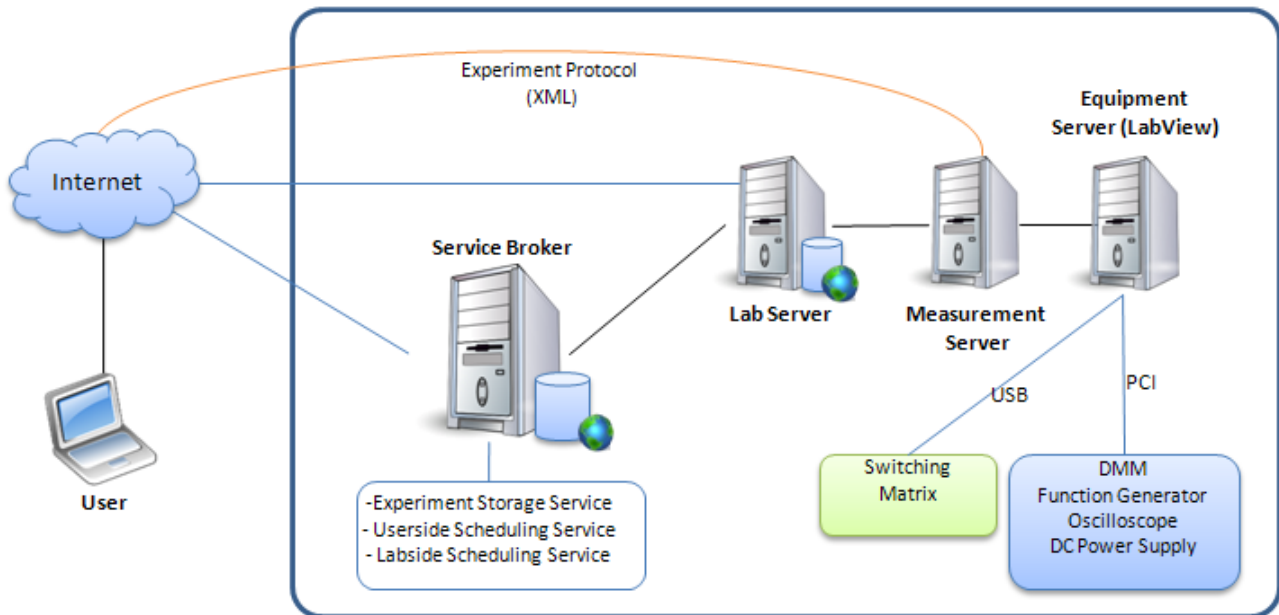 Experiment Protocol
(XML)
Equipment
Server (LabView)
Internet
Service Broker
Lab Server
Measurement
Server
USB
PCI
User
-Experiment Storage Service
- Userside Scheduling Service
- Labside Scheduling Service
Switching
Matrix
DMM
Function Generator
Oscilloscope
DC Power Supply